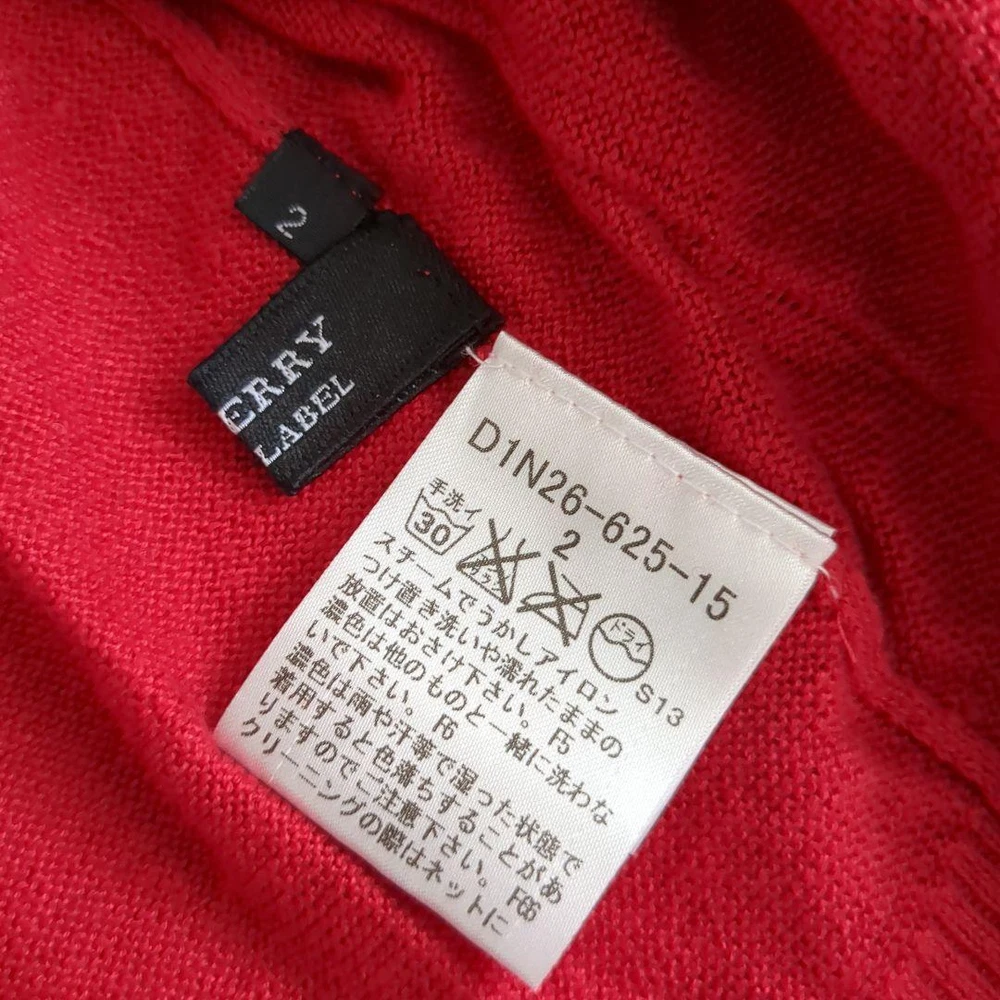 2
ERRY
LABEL
D1N26-625-15
2
手洗イ
30
エンソ
サラシ
ドライ
スチームでうかしアイロン S13
つけ置き洗いや濡れたままの
放置はおさけ下さい。 F5
濃色は他のものと一緒に洗わな
いで下さい。 F6
濃色は雨や汗等で湿った状態で
着用すると色落ちすることがあ
りますのでご注意下さい。 F66
クリーニングの際はネットに